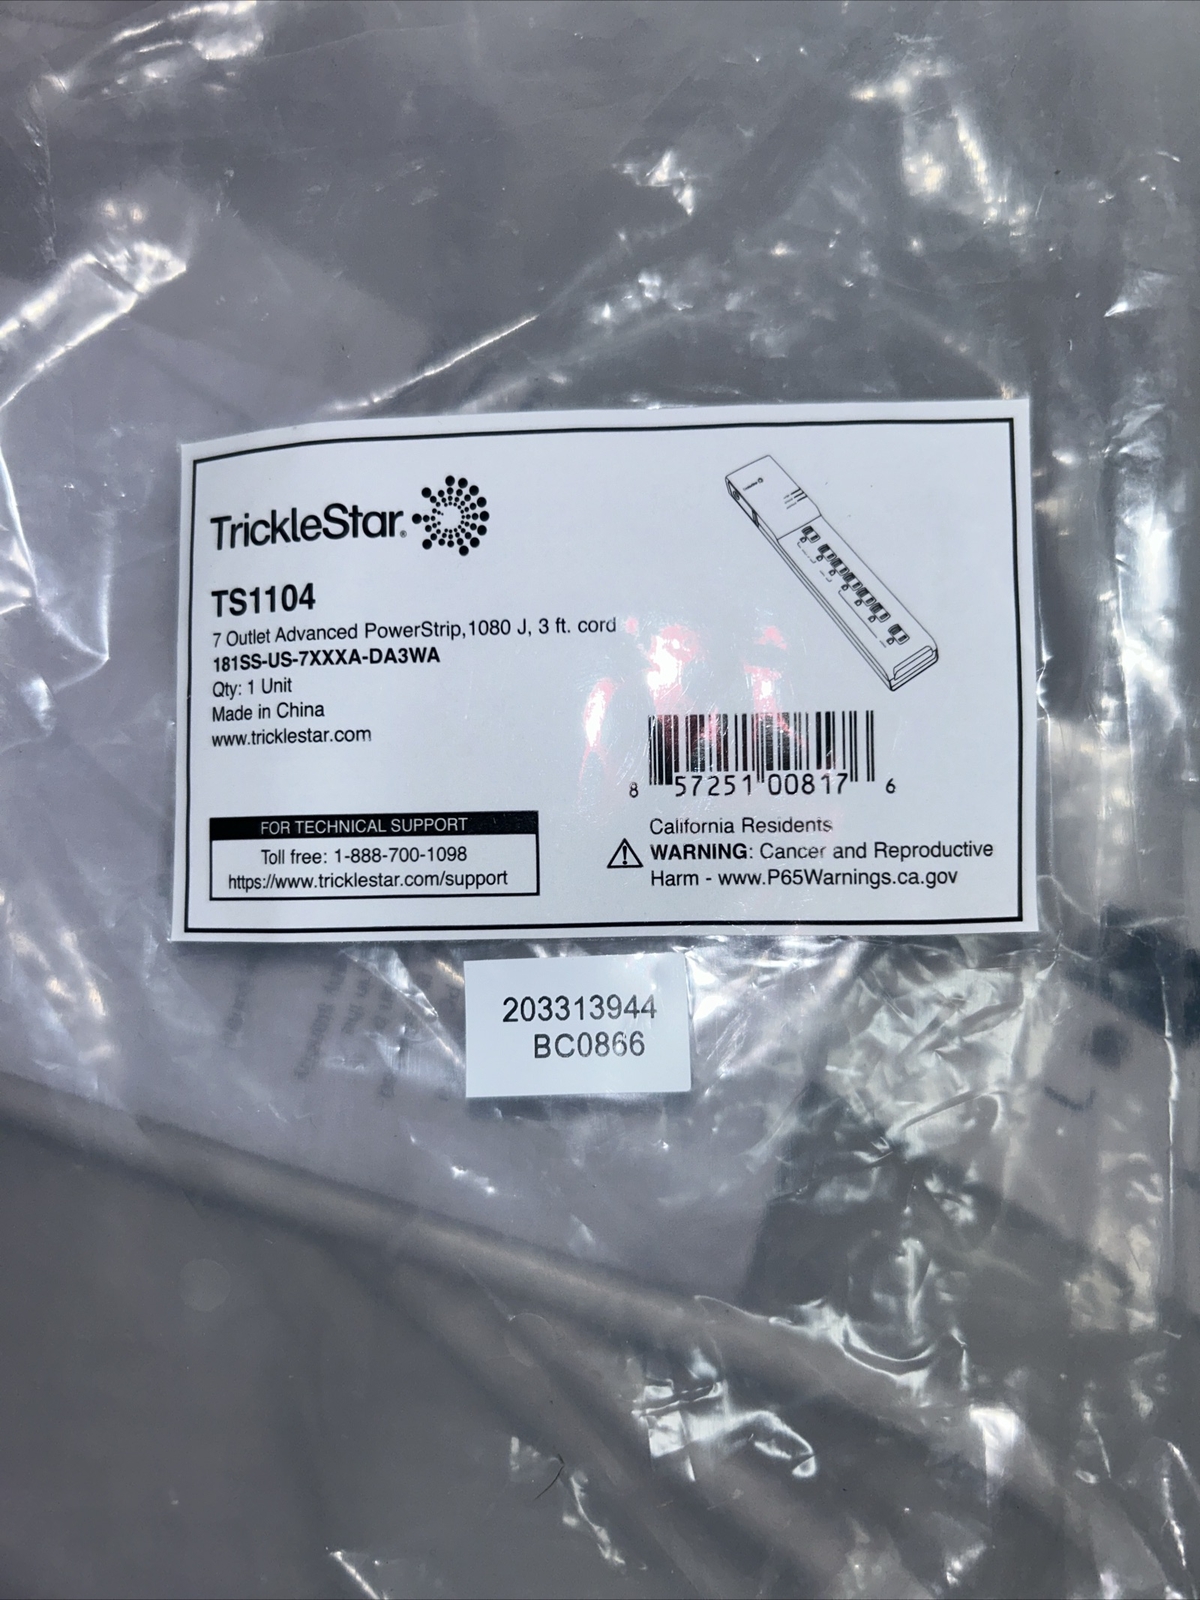 TrickleStar®
TS1104
7 Outlet Advanced PowerStrip, 1080 J, 3 ft. cord
181SS-US-7XXXA-DA3WA
Qty: 1 Unit
Made in China
www.tricklestar.com
8 57251 00817 6
FOR TECHNICAL SUPPORT
Toll free: 1-888-700-1098
https://www.tricklestar.com/support
California Residents
WARNING: Cancer and Reproductive
Harm - www.P65Warnings.ca.gov
203313944
BC0866